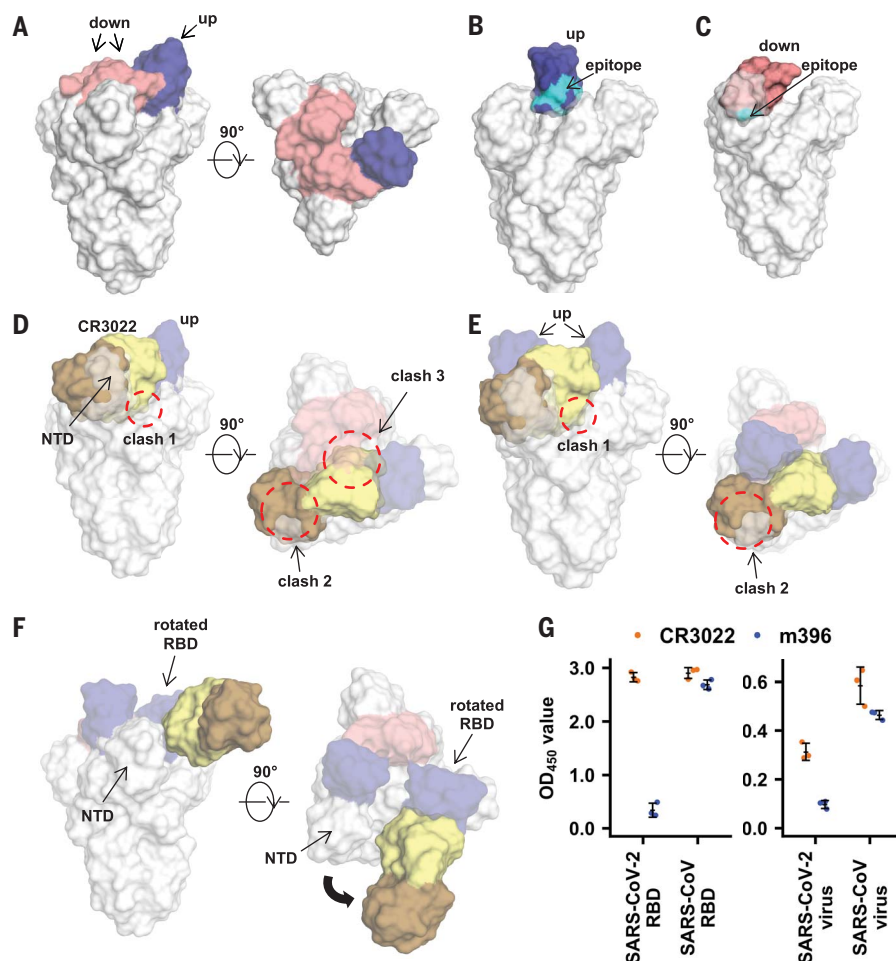 A
down
up
90°
B
up
epitope
C
down
epitope
D
CR3022
up
NTD
clash 1
90°
clash 3
clash 2
E
up
clash 1
90°
clash 2
F
rotated
RBD
NTD
90°
rotated
RBD
NTD
G
CR3022 m396
OD450 value
3.0
2.0
1.0
0.0
SARS-CoV-2
RBD
SARS-CoV
RBD
0.6
0.4
0.2
0.0
SARS-CoV-2
virus
SARS-CoV
virus